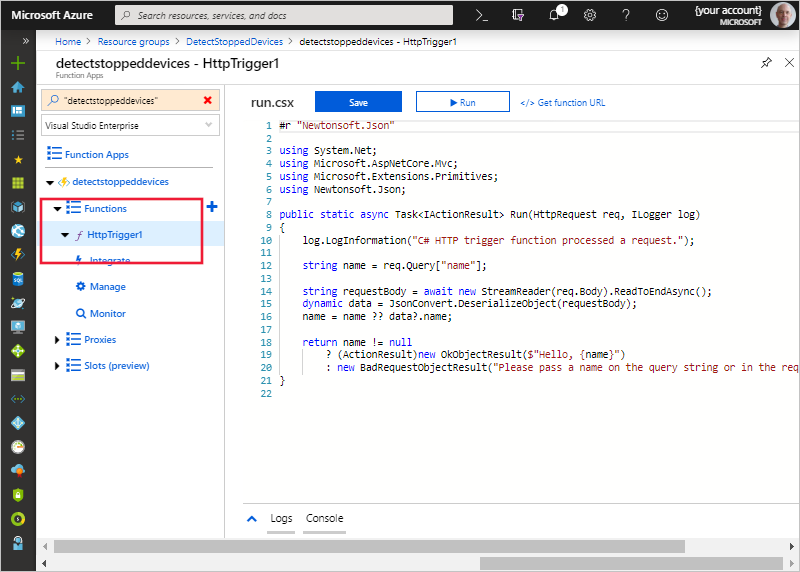 Microsoft Azure
Search resources, services, and docs
1
{your account}
MICROSOFT
Home > Resource groups > DetectStoppedDevices > detectstoppeddevices - HttpTrigger1
detectstoppeddevices - HttpTrigger1
Function Apps
"detectstoppeddevices"
Visual Studio Enterprise
Function Apps
detectstoppeddevices
Functions
HttpTrigger1
Integrate
Manage
Monitor
Proxies
Slots (preview)
run.csx
Save
Run
</> Get function URL
1 #r "Newtonsoft.Json"
2
3 using System.Net;
4 using Microsoft.AspNetCore.Mvc;
5 using Microsoft.Extensions.Primitives;
6 using Newtonsoft.Json;
7
8 public static async Task<IActionResult> Run(HttpRequest req, ILogger log)
9 {
10 log.LogInformation("C# HTTP trigger function processed a request.");
11
12 string name = req.Query["name"];
13
14 string requestBody = await new StreamReader(req.Body).ReadToEndAsync();
15 dynamic data = JsonConvert.DeserializeObject(requestBody);
16 name = name ?? data?.name;
17
18 return name != null
19 ? (ActionResult)new OkObjectResult($"Hello, {name}")
20 : new BadRequestObjectResult("Please pass a name on the query string or in the req
21 }
22
Logs
Console